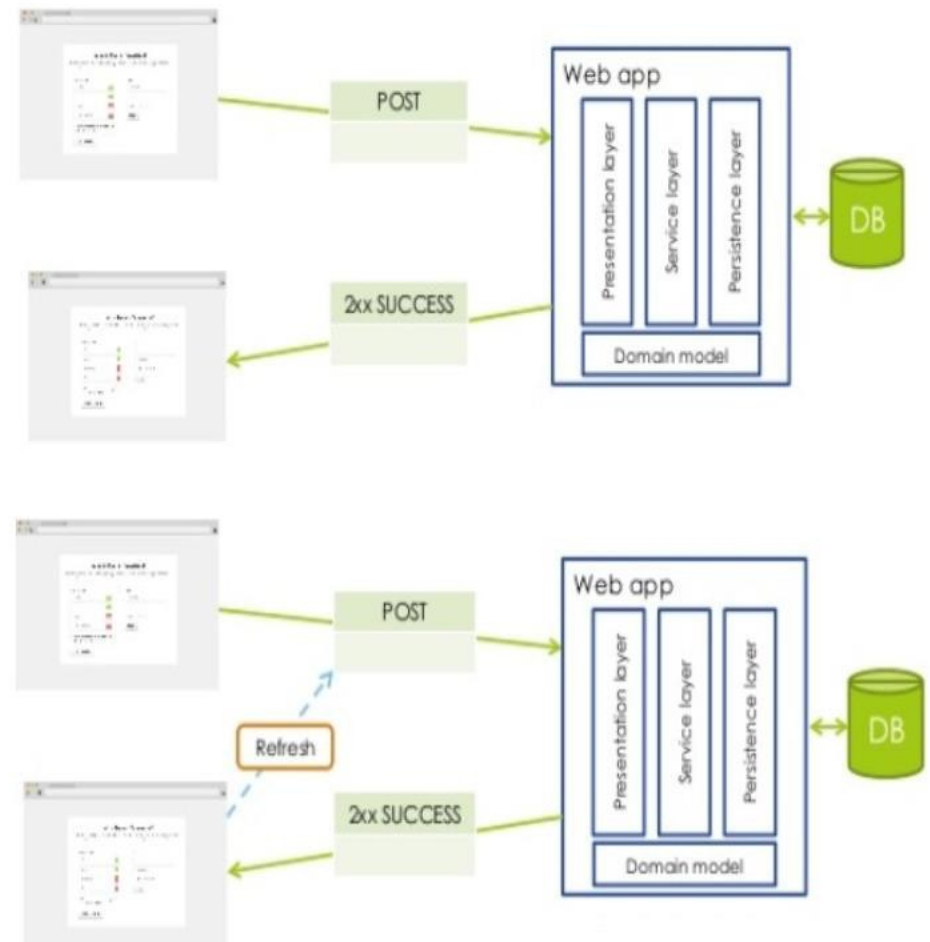 POST
Web app
Presentation layer
Service layer
Persistence layer
Domain model
DB
2xx SUCCESS
POST
Web app
Presentation layer
Service layer
Persistence layer
Domain model
DB
Refresh
2xx SUCCESS